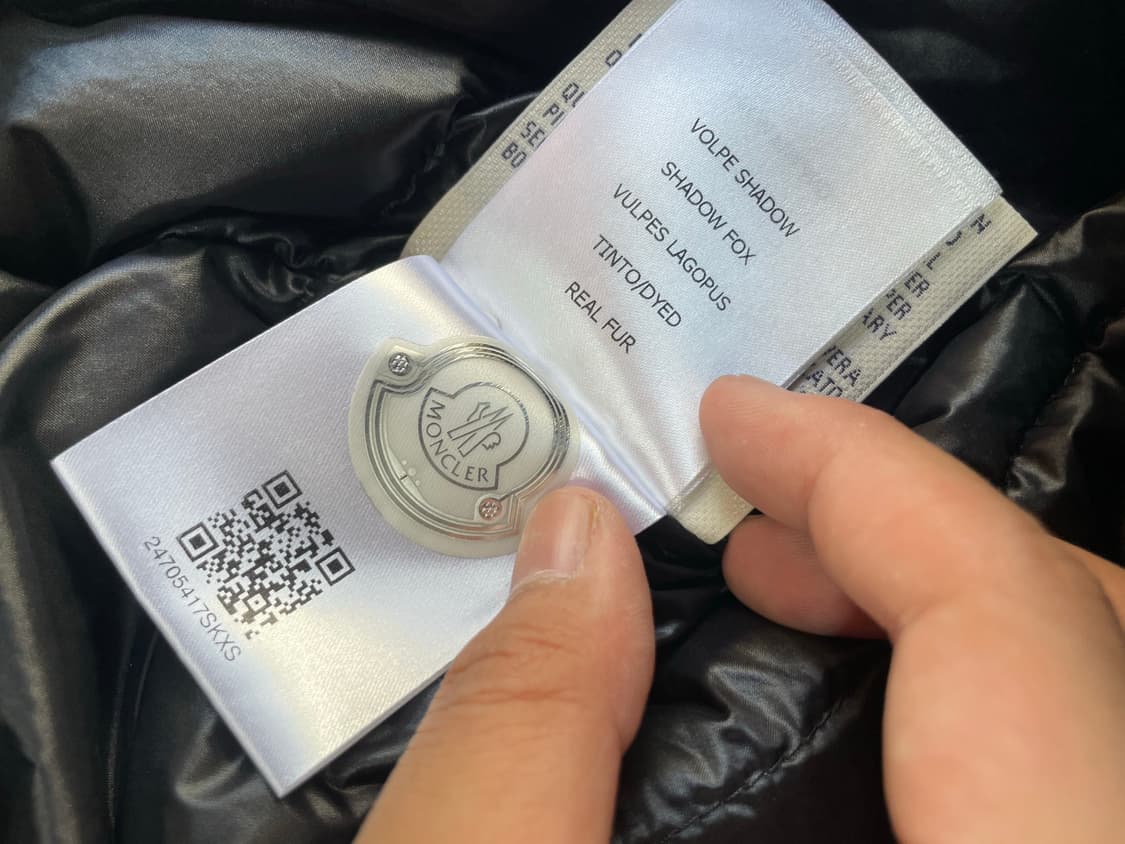 VOLPE SHADOW
SHADOW FOX
VULPES LAGOPUS
TINTO/DYED
REAL FUR
MONCLER
24705417SKXS